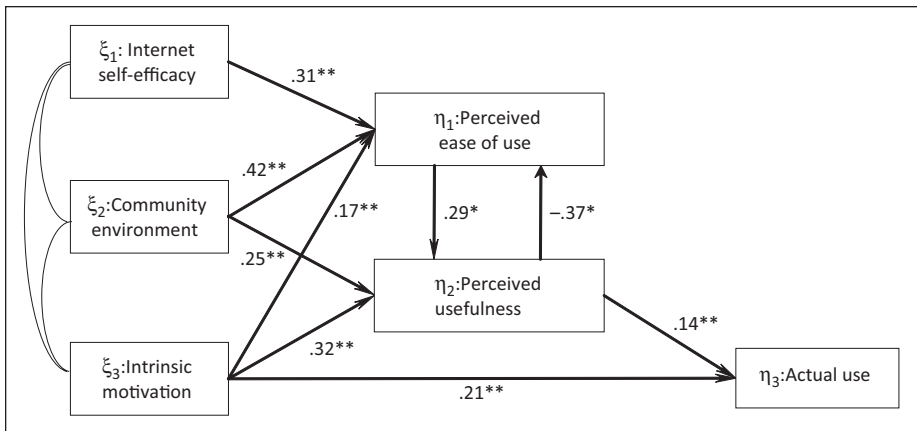 ξ1: Internet
self-efficacy
.31**
η1:Perceived
ease of use
.42**
.17**
ξ2:Community
environment
.29*
–.37*
.25**
η2:Perceived
usefulness
.14**
.32**
ξ3:Intrinsic
motivation
.21**
η3:Actual use